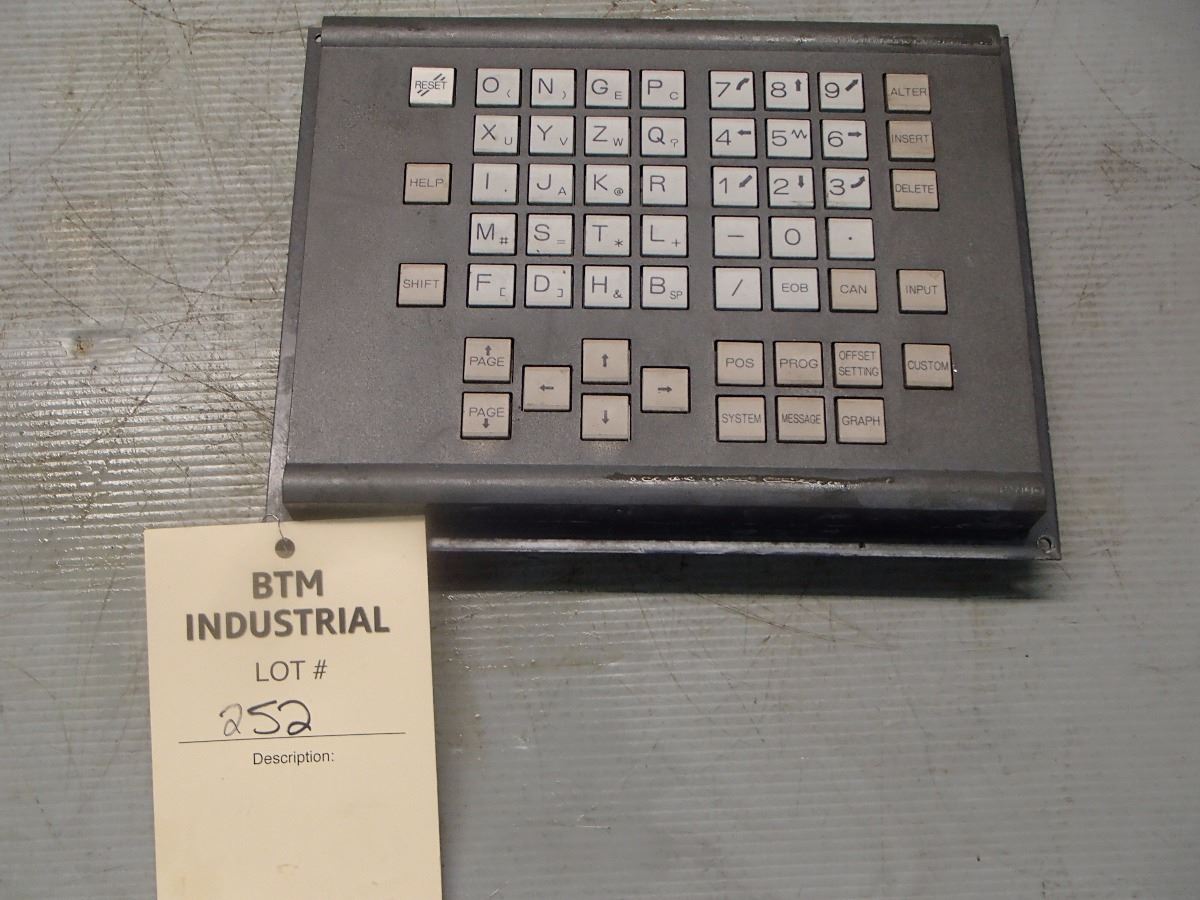 RESET O ( N ) G E P C 7 8 9 ALTER
X U Y V Z W Q ? 4 5 6 INSERT
HELP I , J A K @ R 1 2 3 DELETE
M # S = T * L + - 0 .
SHIFT F [ D ] H & B SP / EOB CAN INPUT
PAGE ↑ POS PROG OFFSET SETTING CUSTOM
← →
PAGE ↓ SYSTEM MESSAGE GRAPH
BTM
INDUSTRIAL
LOT #
252
Description: